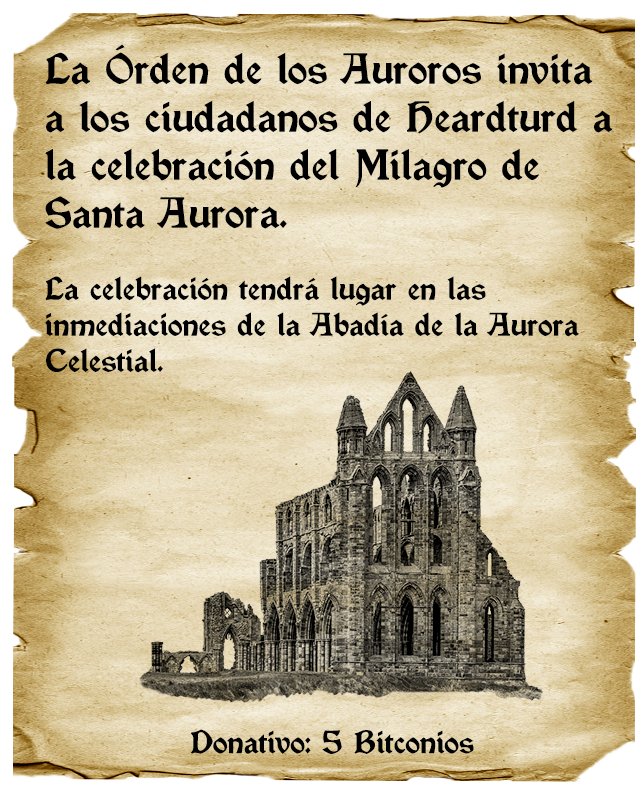 La Órden de los Auroros invita
a los ciudadanos de Heardturd a
la celebración del Milagro de
Santa Aurora.
La celebración tendrá lugar en las
inmediaciones de la Abadía de la Aurora
Celestial.
Donativo: 5 Bitconios